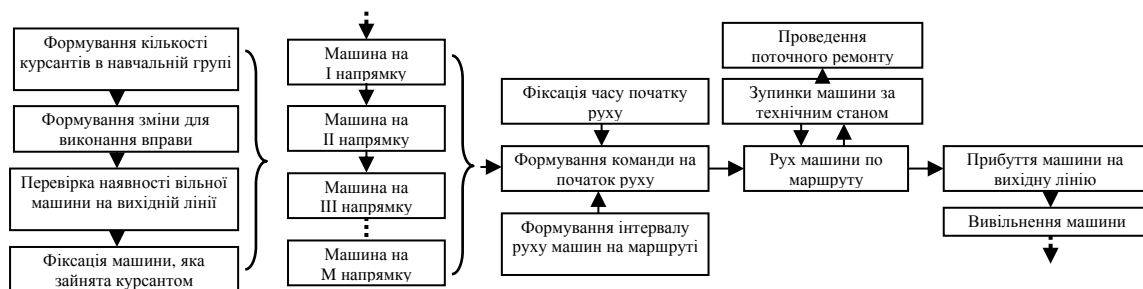 Формування кількості
курсантів в навчальній групі
Формування зміни для
виконання вправи
Перевірка наявності вільної
машини на вихідній лінії
Фіксація машини, яка
зайнята курсантом
Машина на
I напрямку
Машина на
II напрямку
Машина на
III напрямку
Машина на
М напрямку
Фіксація часу початку
руху
Формування команди на
початок руху
Формування інтервалу
руху машин на маршруті
Проведення
поточного ремонту
Зупинки машини за
технічним станом
Рух машини по
маршруту
Прибуття машини на
вихідну лінію
Вивільнення машини